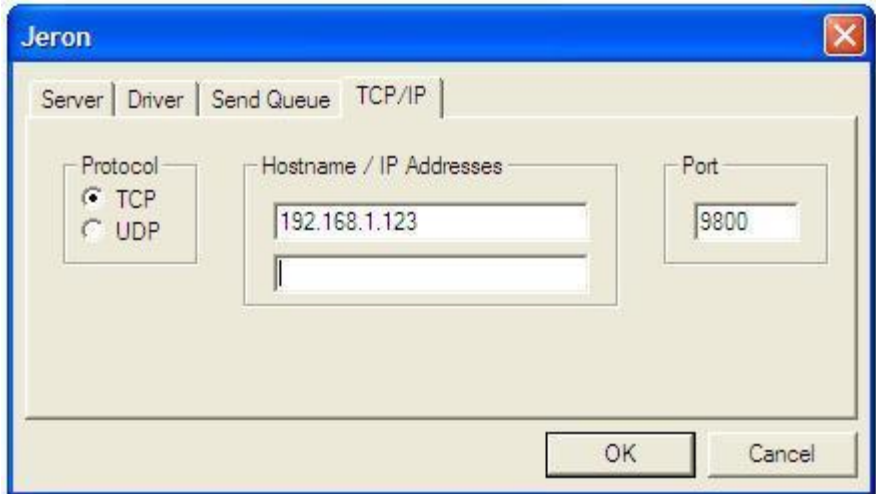 Jeron
Server Driver Send Queue TCP/IP
Protocol
TCP
UDP
Hostname / IP Addresses
192.168.1.123
Port
9800
OK Cancel